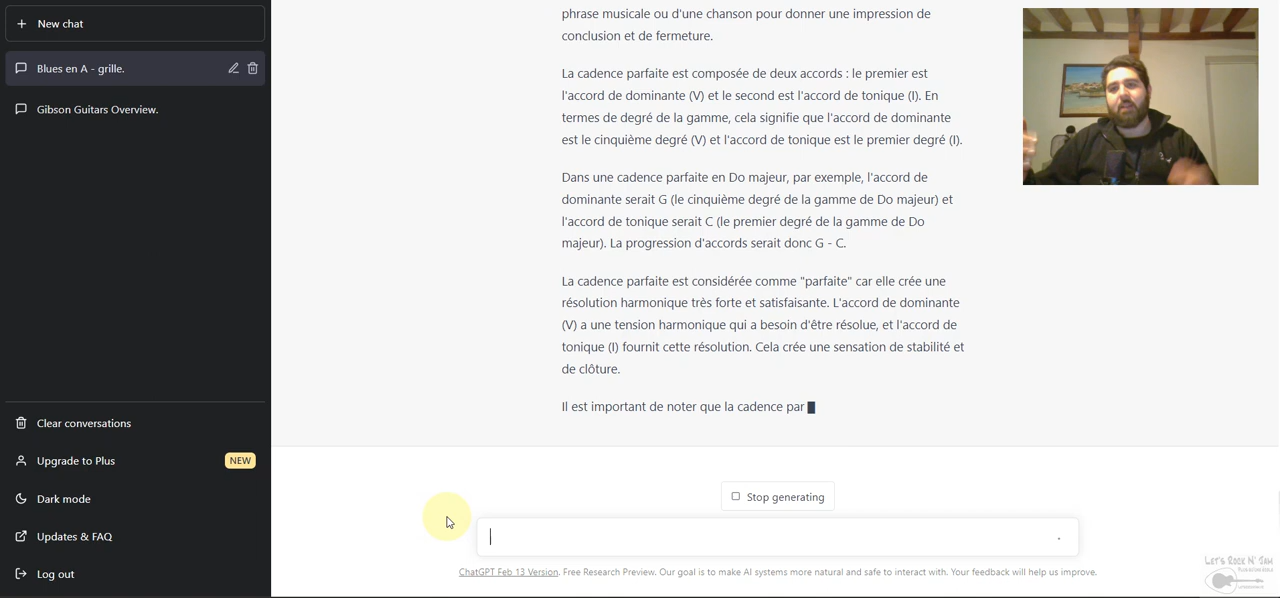 New chat
Blues en A - grille.
Gibson Guitars Overview.
Clear conversations
Upgrade to Plus
NEW
Dark mode
Updates & FAQ
Log out
phrase musicale ou d'une chanson pour donner une impression de
conclusion et de fermeture.
La cadence parfaite est composée de deux accords : le premier est
l'accord de dominante (V) et le second est l'accord de tonique (I). En
termes de degré de la gamme, cela signifie que l'accord de dominante
est le cinquième degré (V) et l'accord de tonique est le premier degré (I).
Dans une cadence parfaite en Do majeur, par exemple, l'accord de
dominante serait G (le cinquième degré de la gamme de Do majeur) et
l'accord de tonique serait C (le premier degré de la gamme de Do
majeur). La progression d'accords serait donc G - C.
La cadence parfaite est considérée comme "parfaite" car elle crée une
résolution harmonique très forte et satisfaisante. L'accord de dominante
(V) a une tension harmonique qui a besoin d'être résolue, et l'accord de
tonique (I) fournit cette résolution. Cela crée une sensation de stabilité et
de clôture.
Il est important de noter que la cadence par
Stop generating
ChatGPT Feb 13 Version. Free Research Preview. Our goal is to make AI systems more natural and safe to interact with. Your feedback will help us improve.
LET'S ROCK N' JAM